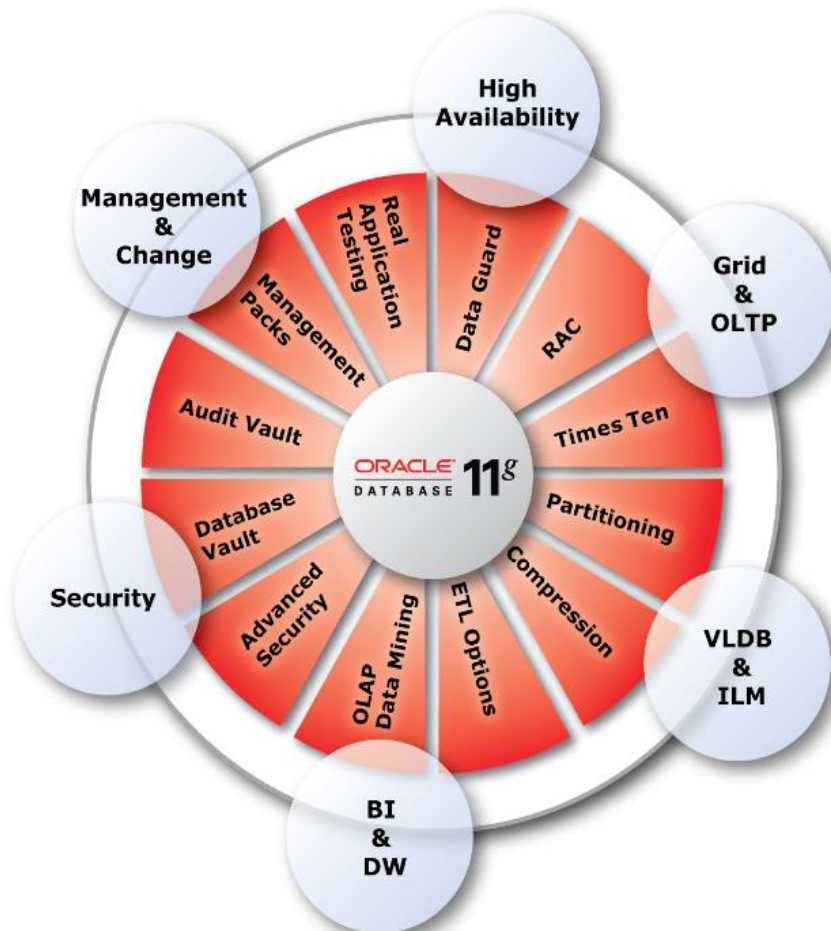 High
Availability
Management
&
Change
Grid
&
OLTP
Security
VLDB
&
ILM
BI
&
DW
Real
Application
Testing
Data Guard
RAC
Times Ten
Partitioning
Compression
ETL Options
OLAP
Data Mining
Advanced
Security
Database
Vault
Audit Vault
Management
Packs
ORACLE
DATABASE 11g